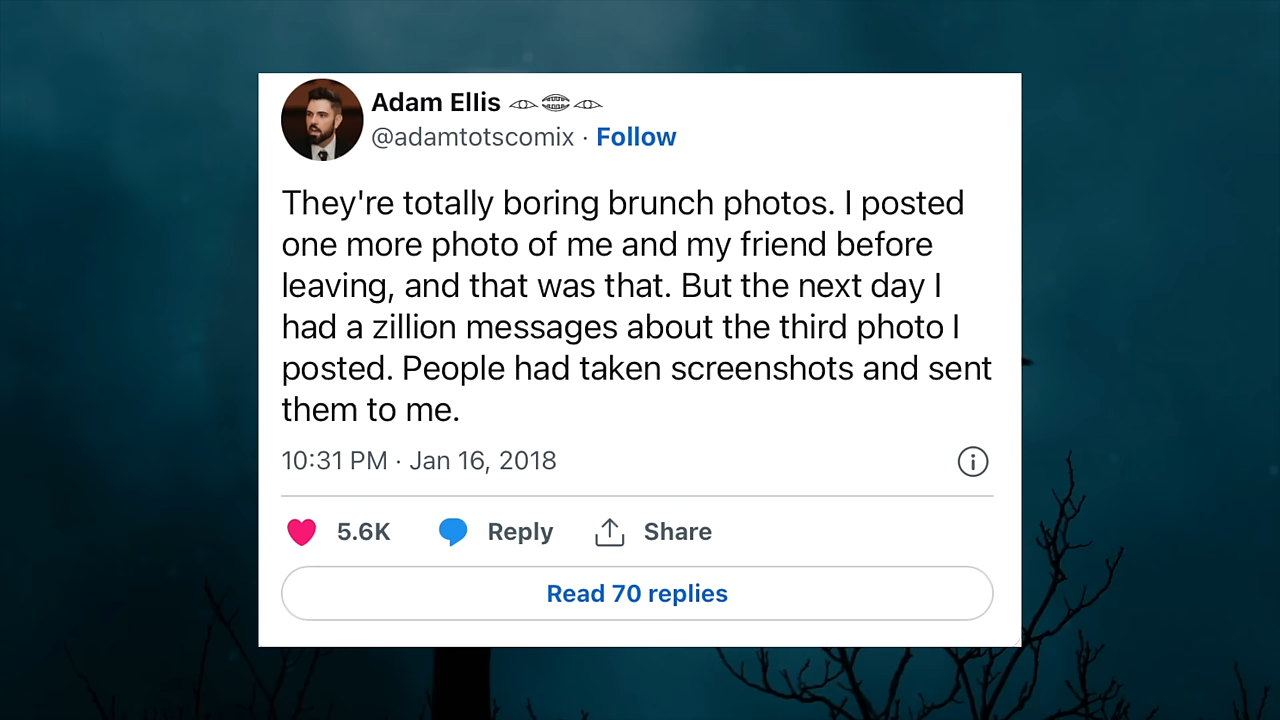 Adam Ellis
@adamtotscomix · Follow
They're totally boring brunch photos. I posted
one more photo of me and my friend before
leaving, and that was that. But the next day I
had a zillion messages about the third photo I
posted. People had taken screenshots and sent
them to me.
10:31 PM · Jan 16, 2018
5.6K Reply Share
Read 70 replies